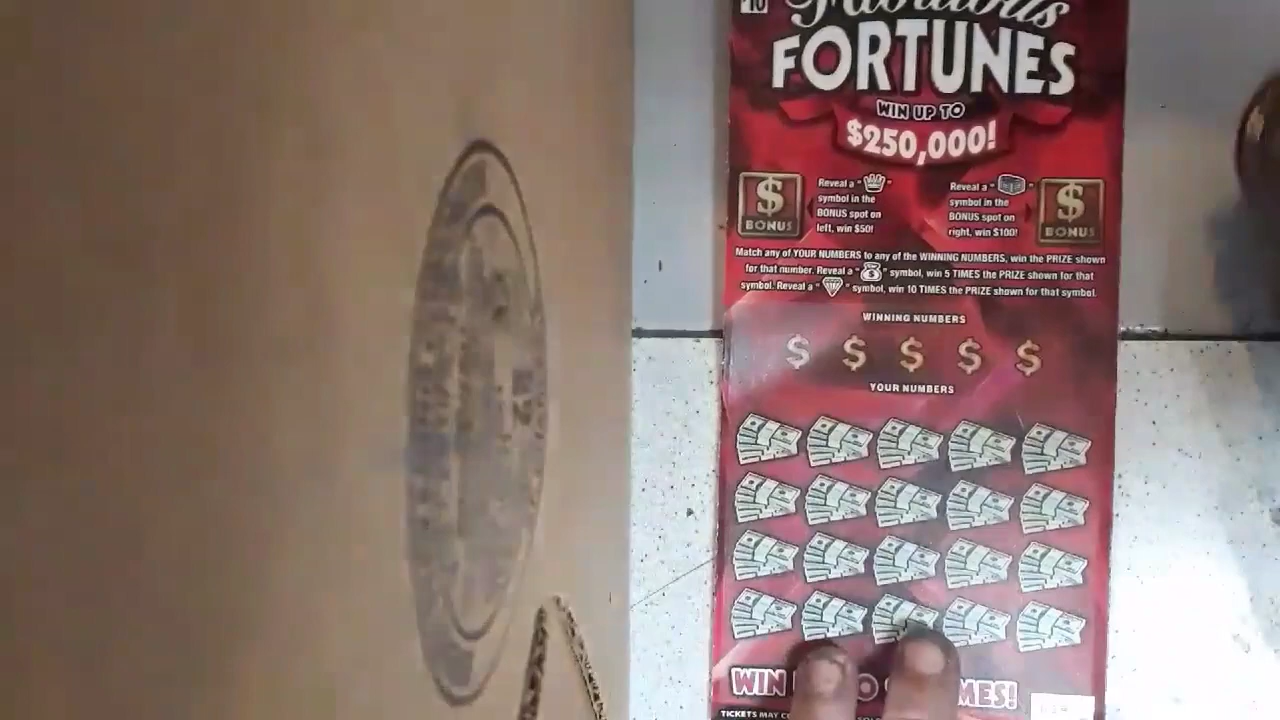 FORTUNES
WIN UP TO
$250,000!
$
BONUS
Reveal a " "
symbol in the
BONUS spot on
left, win $50!
Reveal a " "
symbol in the
BONUS spot on
right, win $100!
$
BONUS
Match any of YOUR NUMBERS to any of the WINNING NUMBERS, win the PRIZE shown
for that number. Reveal a " " symbol, win 5 TIMES the PRIZE shown for that
symbol. Reveal a " " symbol, win 10 TIMES the PRIZE shown for that symbol.
WINNING NUMBERS
$ $ $ $ $
YOUR NUMBERS
WIN
TICKETS MAY